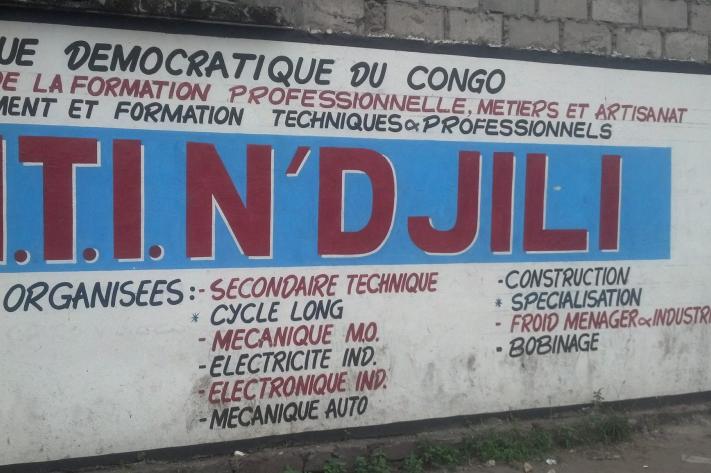 UE DEMOCRATIQUE DU CONGO
DE LA FORMATION PROFESSIONNELLE, METIERS ET ARTISANAT
MENT ET FORMATION TECHNIQUES & PROFESSIONNELS
.T.I. N'DJILI
ORGANISEES :
- SECONDAIRE TECHNIQUE
* CYCLE LONG
- MECANIQUE M.O.
- ELECTRICITE IND.
- ELECTRONIQUE IND.
- MECANIQUE AUTO
- CONSTRUCTION
* SPECIALISATION
- FROID MENAGER & INDUSTRI
- BOBINAGE